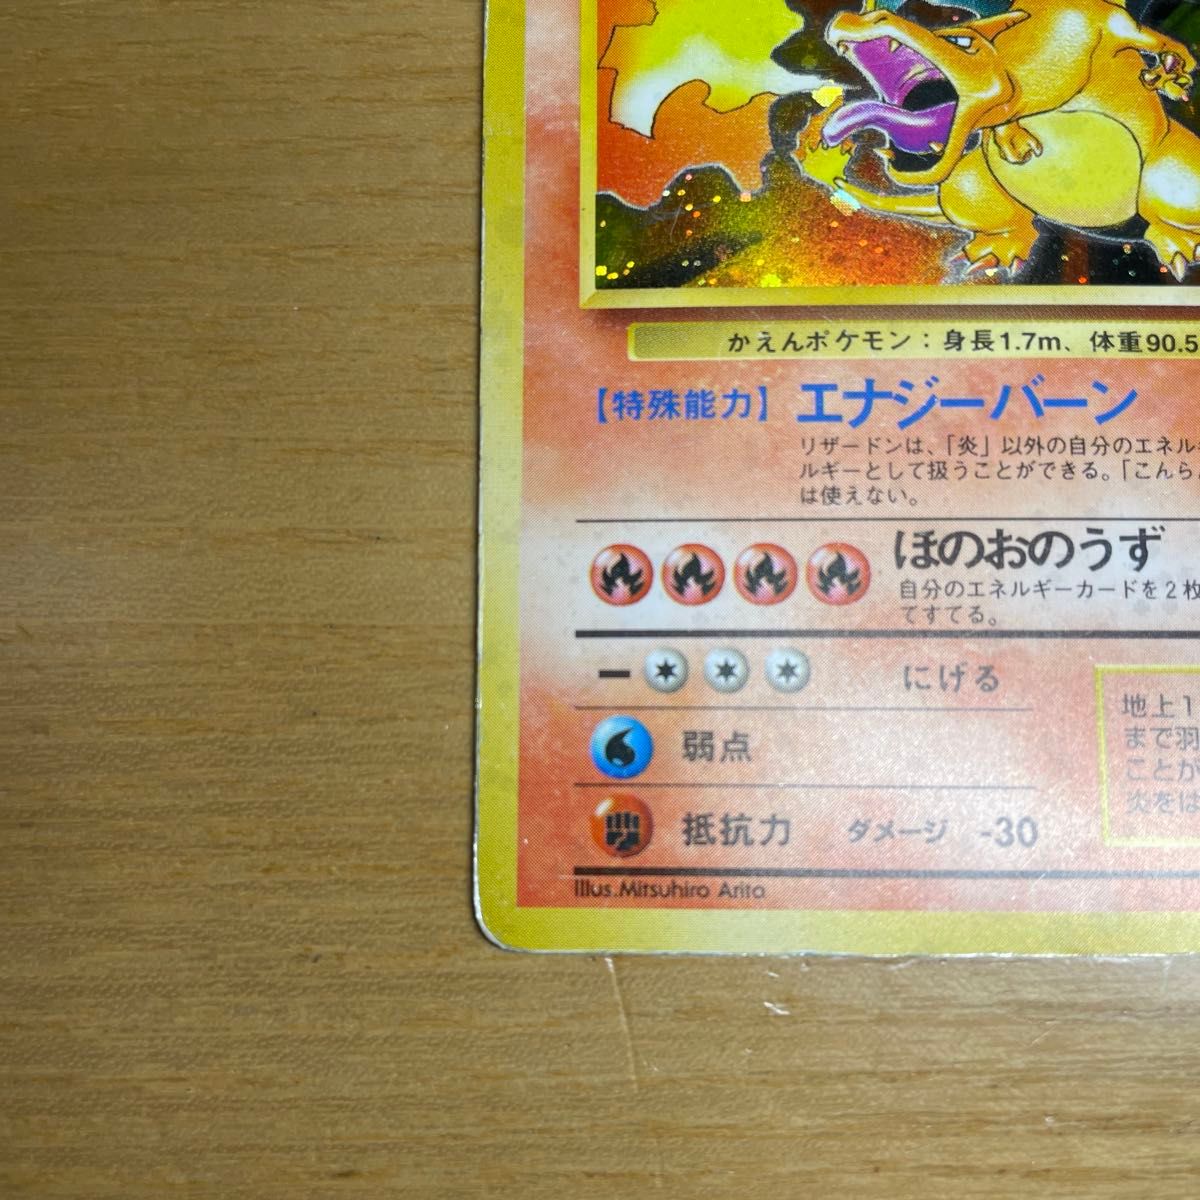 かえんポケモン：身長1.7m、体重90.5
【特殊能力】エナジーバーン
リザードンは、「炎」以外の自分のエネル
ルギーとして扱うことができる。「こんら
は使えない。
ほのおのうず
自分のエネルギーカードを２枚
てすてる。
ー にげる
弱点
抵抗力 ダメージ -30
地上1
まで羽
ことが
炎をは
Illus.Mitsuhiro Arita